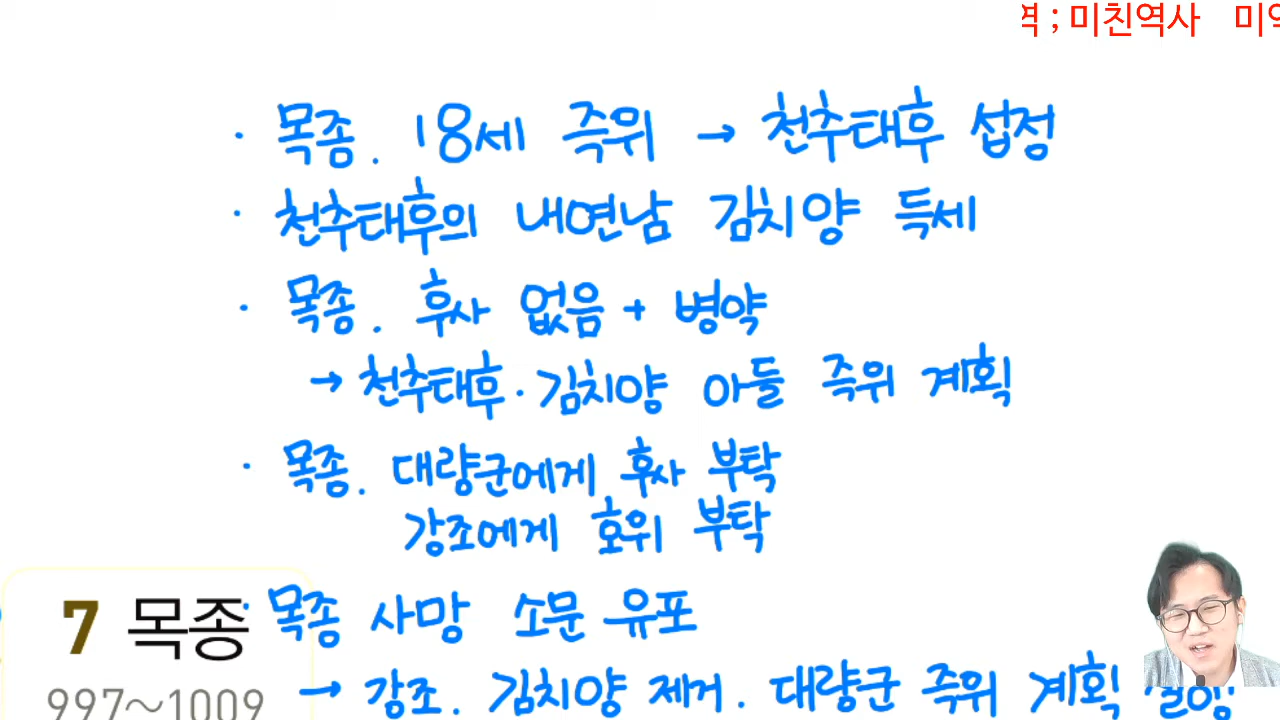 ; 미친역사
· 목종. 18세 즉위 → 천추태후 섭정
· 천추태후의 내연남 김치양 득세
· 목종. 후사 없음 + 병약
→ 천추태후·김치양 아들 즉위 계획
· 목종. 대량군에게 후사 부탁
강조에게 호위 부탁
· 목종 사망 소문 유포
→ 강조. 김치양 제거. 대량군 즉위 계획
7 목종
997~1009